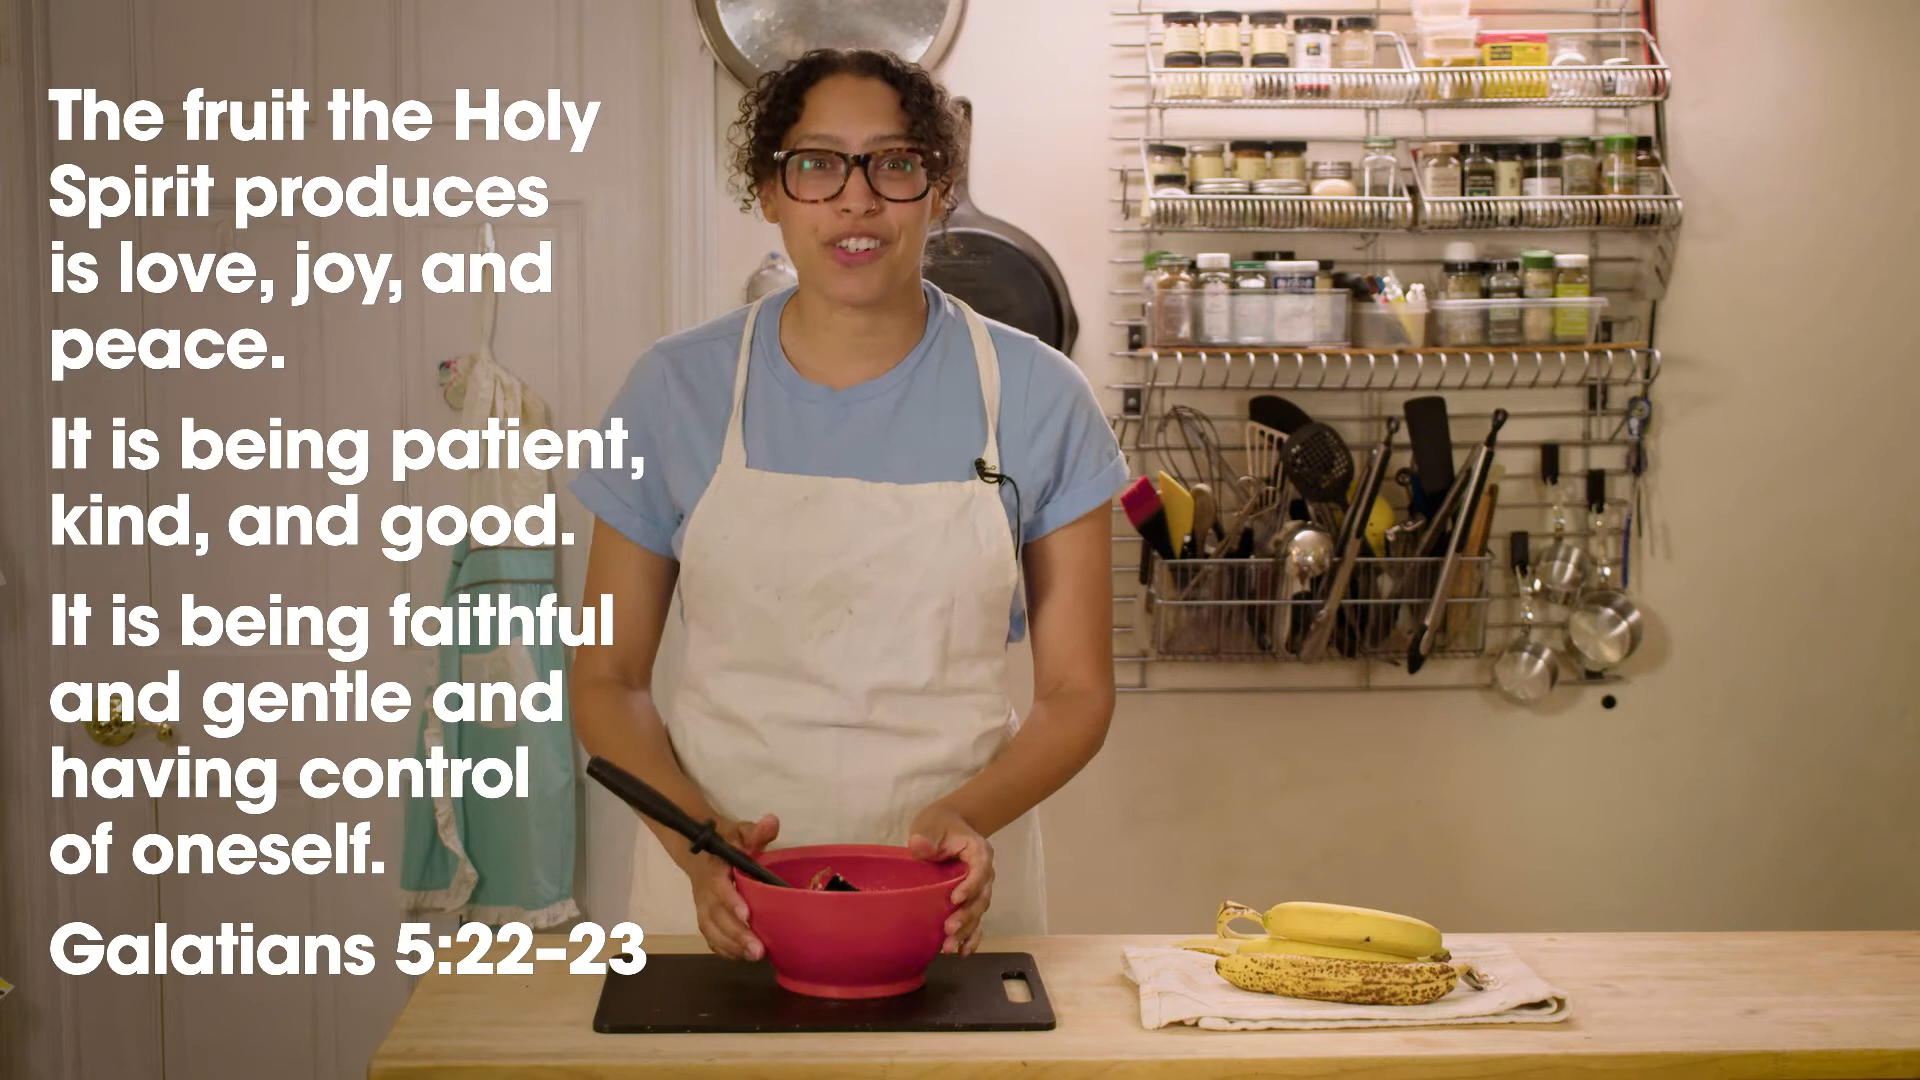 The fruit the Holy
Spirit produces
is love, joy, and
peace.
It is being patient,
kind, and good.
It is being faithful
and gentle and
having control
of oneself.
Galatians 5:22-23